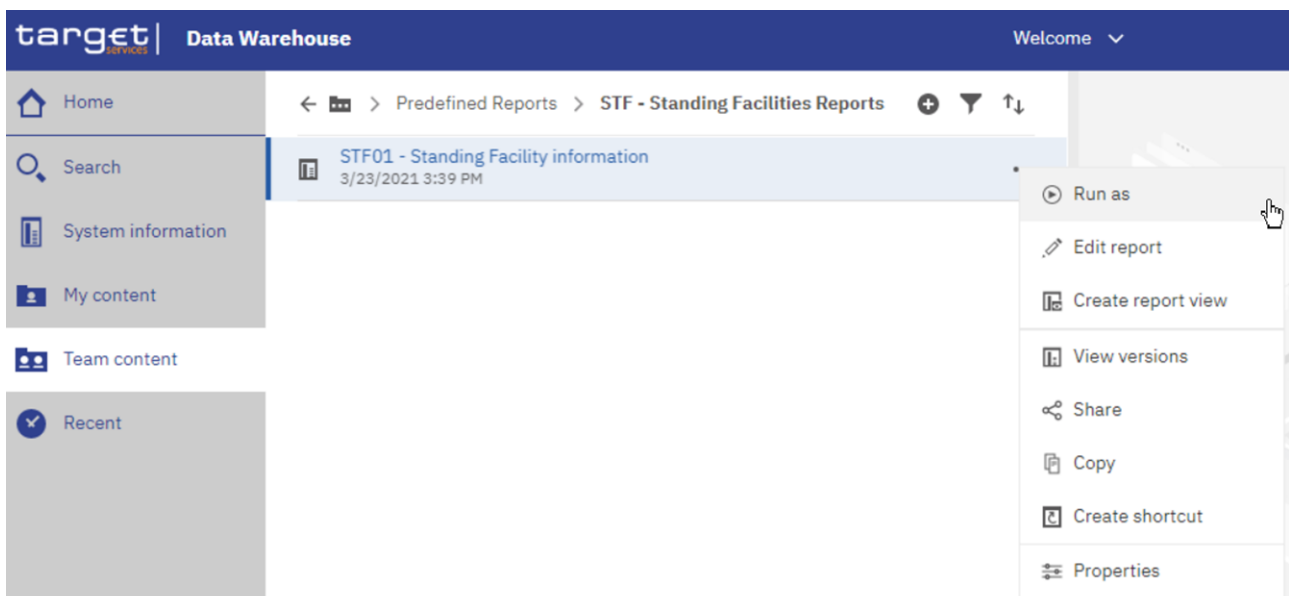 target services | Data Warehouse Welcome
Home
← > Predefined Reports > STF - Standing Facilities Reports
STF01 - Standing Facility information
3/23/2021 3:39 PM
Search
System information
My content
Team content
Recent
Run as
Edit report
Create report view
View versions
Share
Copy
Create shortcut
Properties